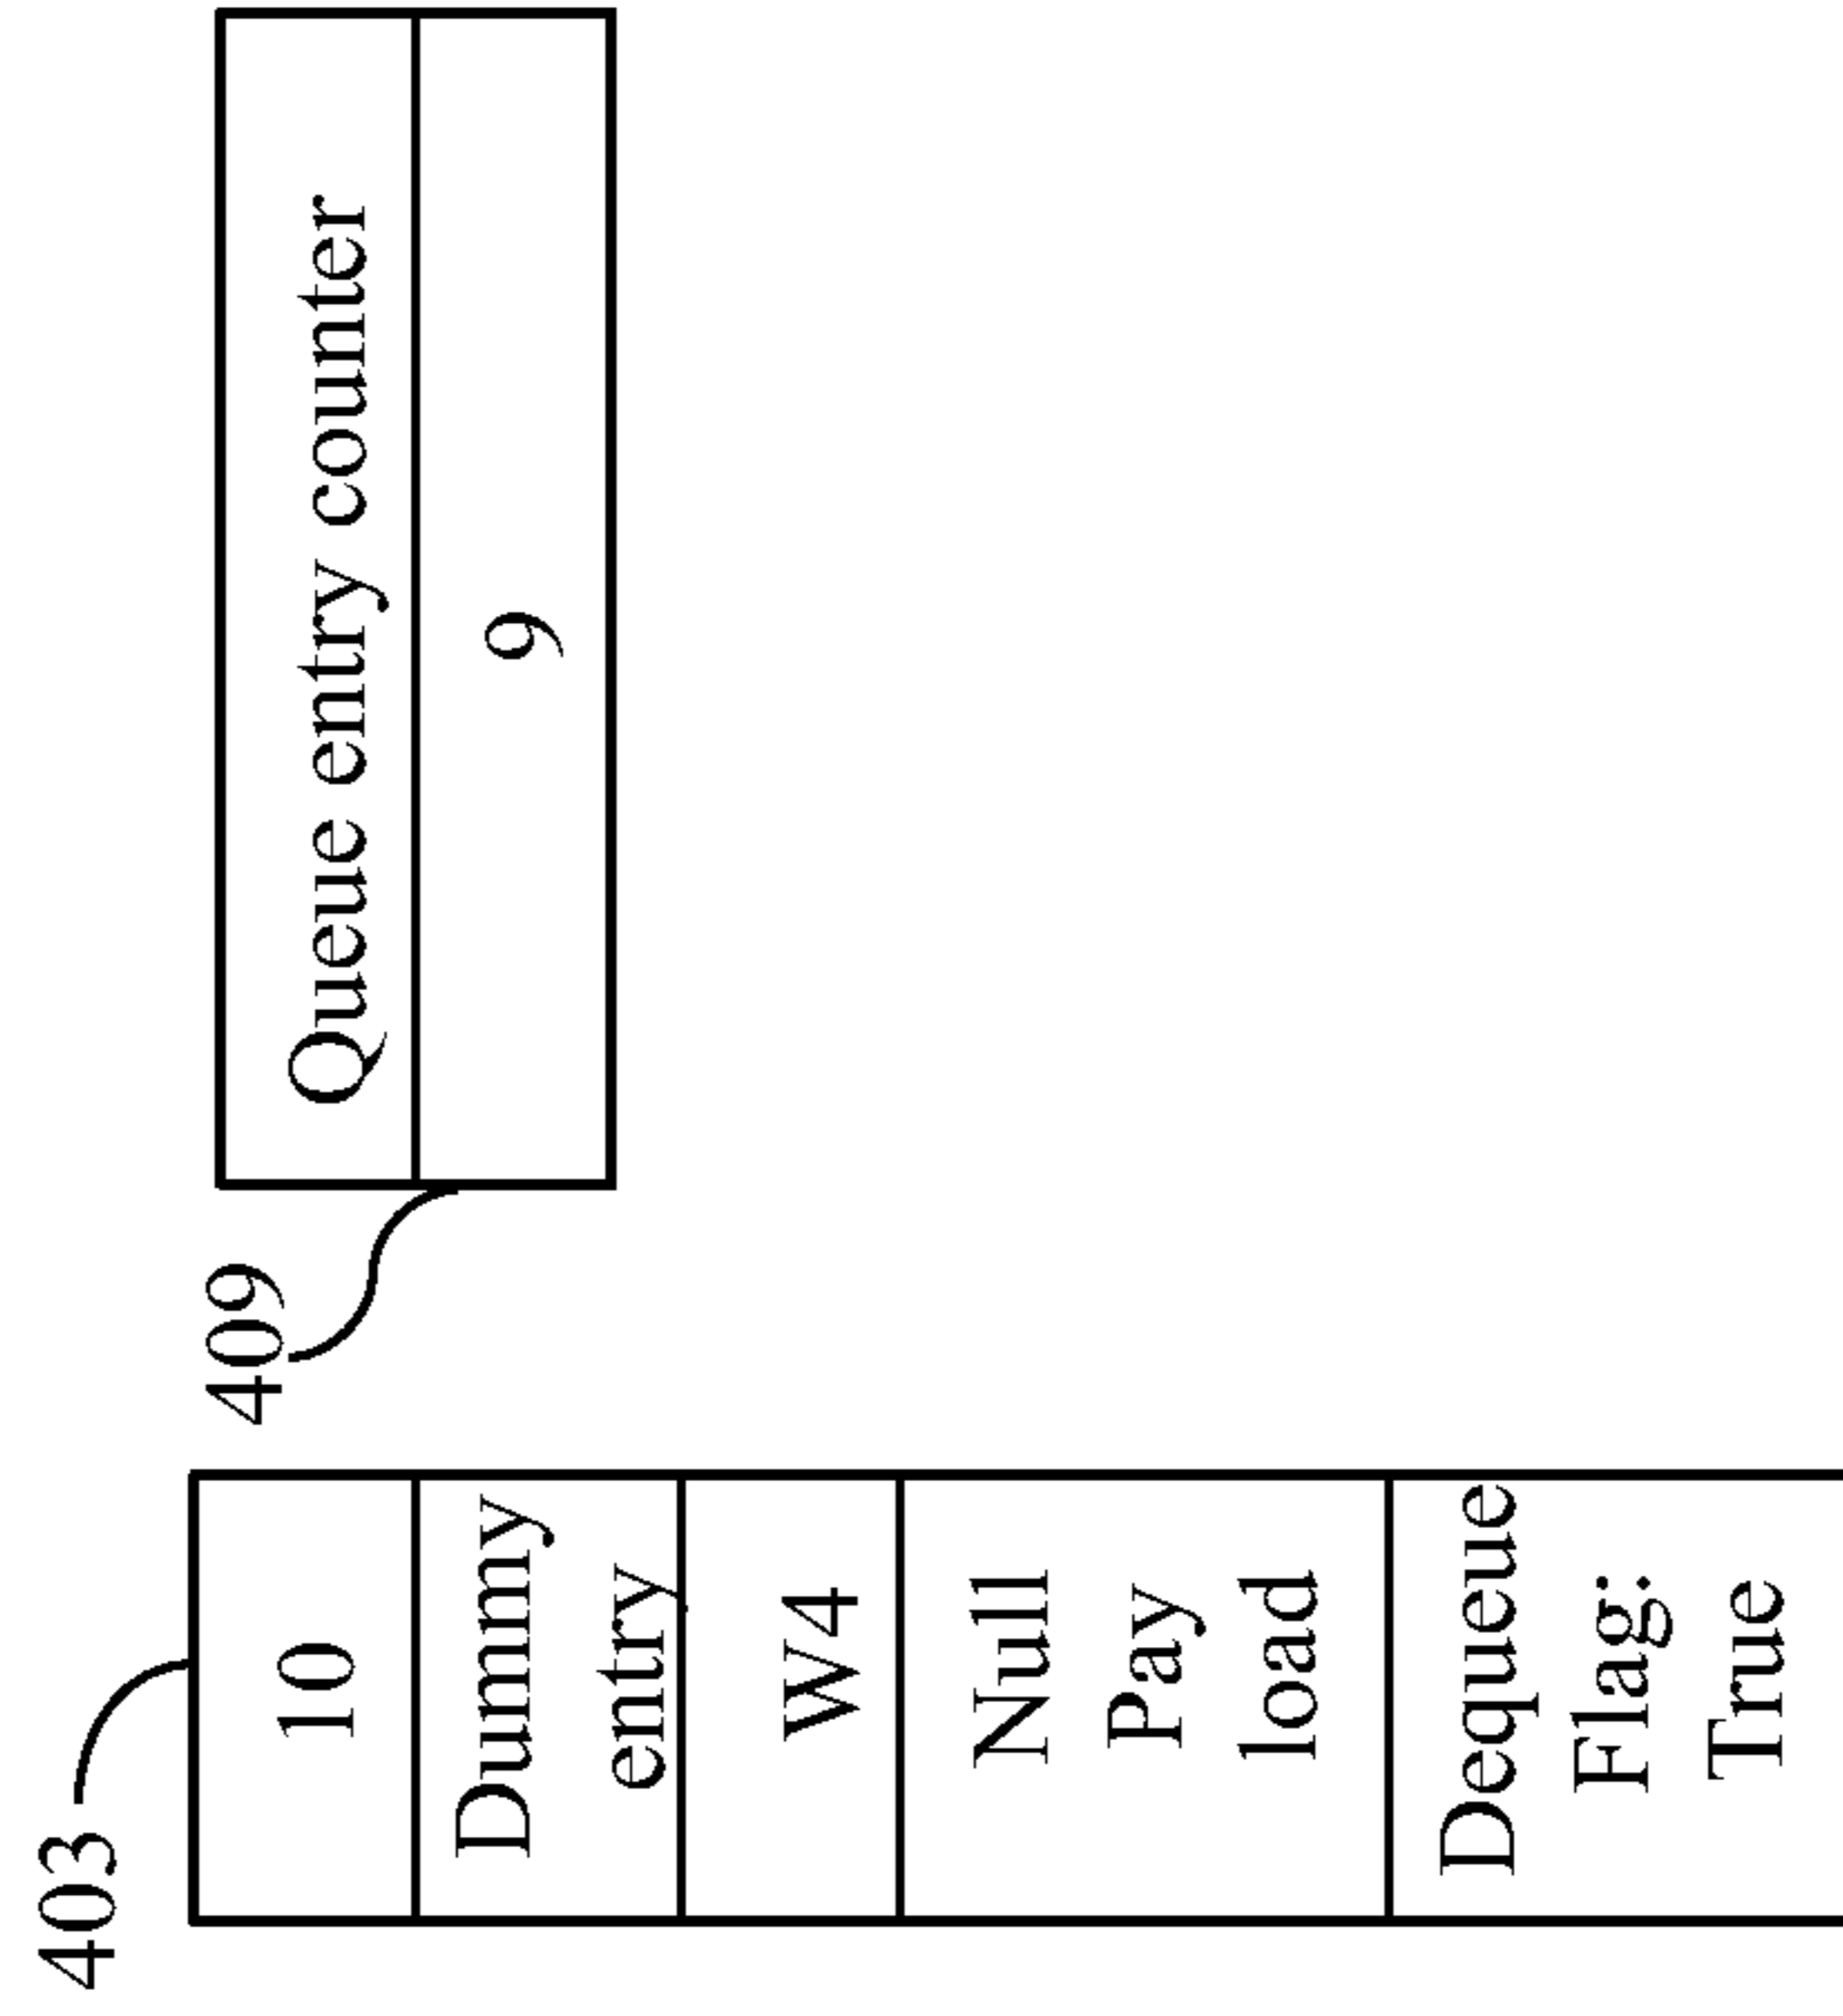 403
10
Dummy
entry
W4
Null
Pay
load
Dequeue
Flag:
True
409
Queue entry counter
9